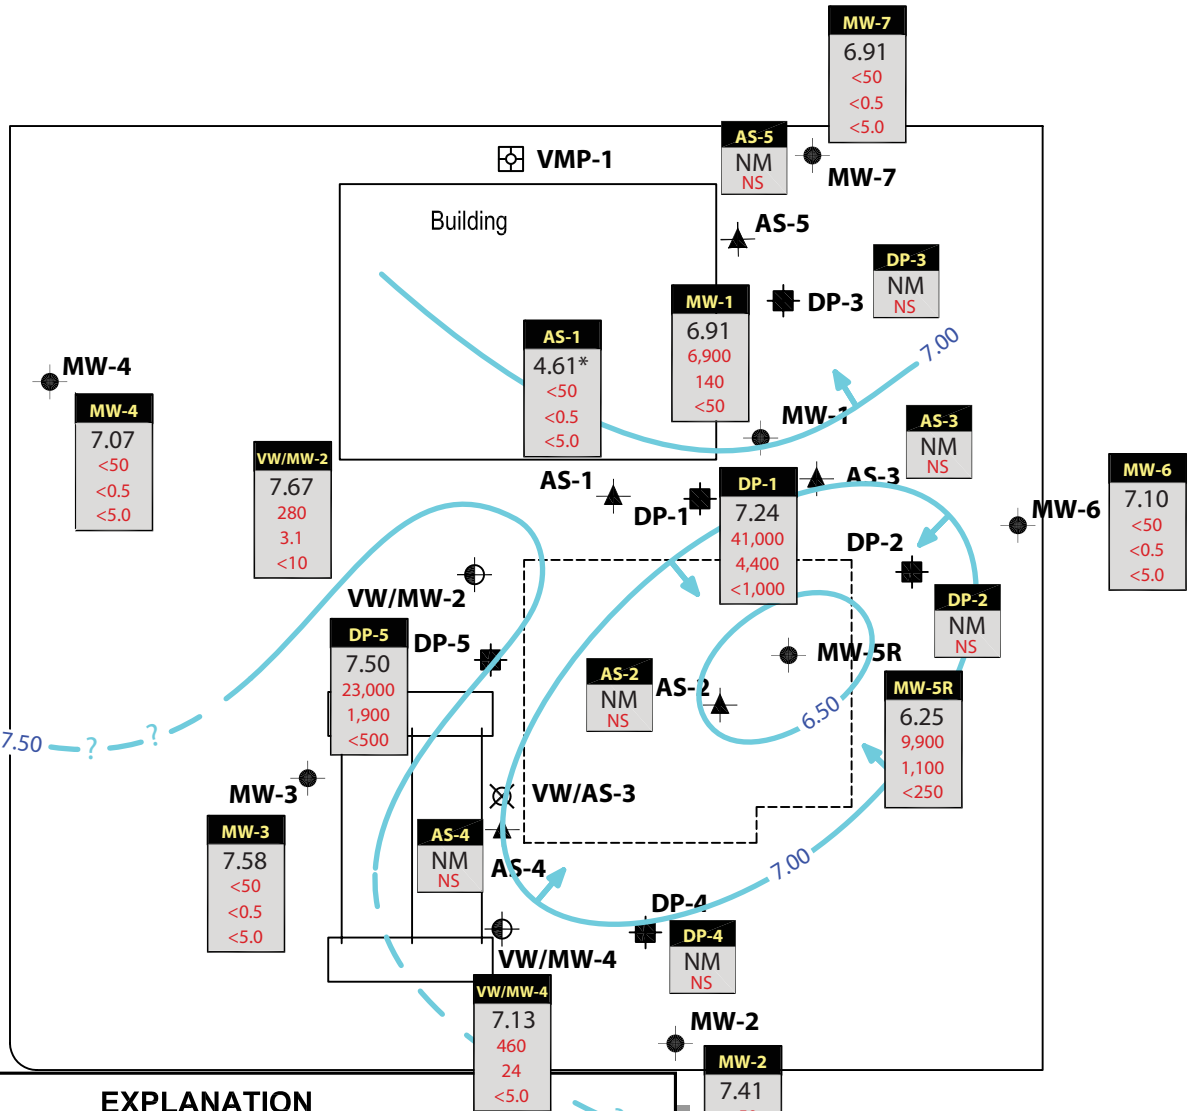 MW-7
6.91
<50
<0.5
<5.0
AS-5
NM
NS
VMP-1
MW-7
Building
AS-5
DP-3
NM
NS
DP-3
MW-1
6.91
6,900
140
<50
AS-1
4.61*
<50
<0.5
<5.0
7.00
MW-4
MW-4
7.07
<50
<0.5
<5.0
MW-1
AS-3
NM
NS
VW/MW-2
7.67
280
3.1
<10
AS-1
DP-1
DP-1
7.24
41,000
4,400
<1,000
AS-3
MW-6
7.10
<50
<0.5
<5.0
MW-6
DP-2
DP-2
NM
NS
VW/MW-2
DP-5
7.50
23,000
1,900
<500
DP-5
AS-2
NM
NS
AS-2
MW-5R
6.50
MW-5R
6.25
9,900
1,100
<250
7.50
?
?
MW-3
MW-3
7.58
<50
<0.5
<5.0
VW/AS-3
AS-4
NM
NS
AS-4
7.00
DP-4
DP-4
NM
NS
VW/MW-4
VW/MW-4
7.13
460
24
<5.0
MW-2
MW-2
7.41
EXPLANATION